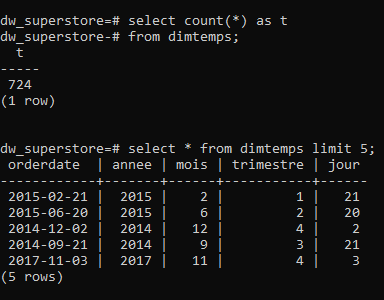 dw_superstore=# select count(*) as t
dw_superstore-# from dimtemps;
  t
-----
 724
(1 row)
dw_superstore=# select * from dimtemps limit 5;
 orderdate  | annee | mois | trimestre | jour
------------+-------+------+-----------+------
 2015-02-21 |  2015 |    2 |         1 |   21
 2015-06-20 |  2015 |    6 |         2 |   20
 2014-12-02 |  2014 |   12 |         4 |    2
 2014-09-21 |  2014 |    9 |         3 |   21
 2017-11-03 |  2017 |   11 |         4 |    3
(5 rows)